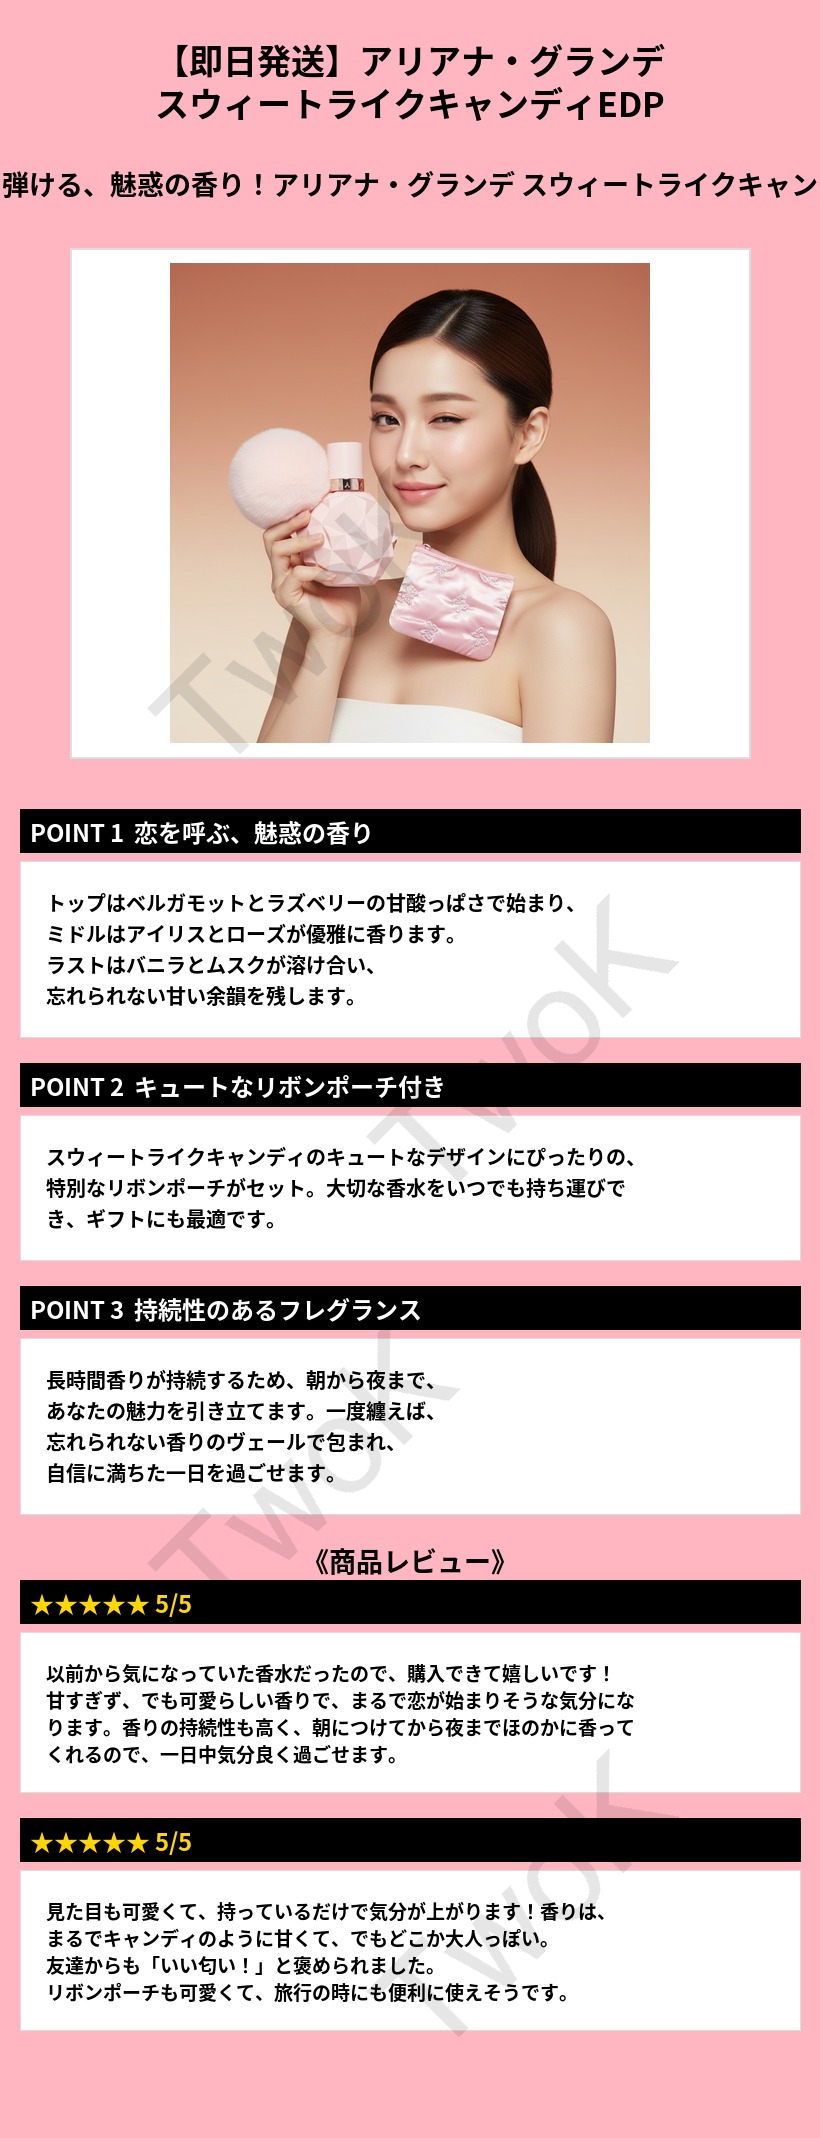 【即日発送】アリアナ・グランデ
スウィートライクキャンディEDP
弾ける、魅惑の香り！アリアナ・グランデ スウィートライクキャン
POINT 1 恋を呼ぶ、魅惑の香り
トップはベルガモットとラズベリーの甘酸っぱさで始まり、
ミドルはアイリスとローズが優雅に香ります。
ラストはバニラとムスクが溶け合い、
忘れられない甘い余韻を残します。
POINT 2 キュートなリボンポーチ付き
スウィートライクキャンディのキュートなデザインにぴったりの、
特別なリボンポーチがセット。大切な香水をいつでも持ち運びで
き、ギフトにも最適です。
POINT 3 持続性のあるフレグランス
長時間香りが持続するため、朝から夜まで、
あなたの魅力を引き立てます。一度纏えば、
忘れられない香りのヴェールで包まれ、
自信に満ちた一日を過ごせます。
《商品レビュー》
★★★★★ 5/5
以前から気になっていた香水だったので、購入できて嬉しいです！
甘すぎず、でも可愛らしい香りで、まるで恋が始まりそうな気分にな
ります。香りの持続性も高く、朝につけてから夜までほのかに香って
くれるので、一日中気分良く過ごせます。
★★★★★ 5/5
見た目も可愛くて、持っているだけで気分が上がります！香りは、
まるでキャンディのように甘くて、でもどこか大人っぽい。
友達からも「いい匂い！」と褒められました。
リボンポーチも可愛くて、旅行の時にも便利に使えそうです。
TwoK
TwoK
TwoK
TwoK